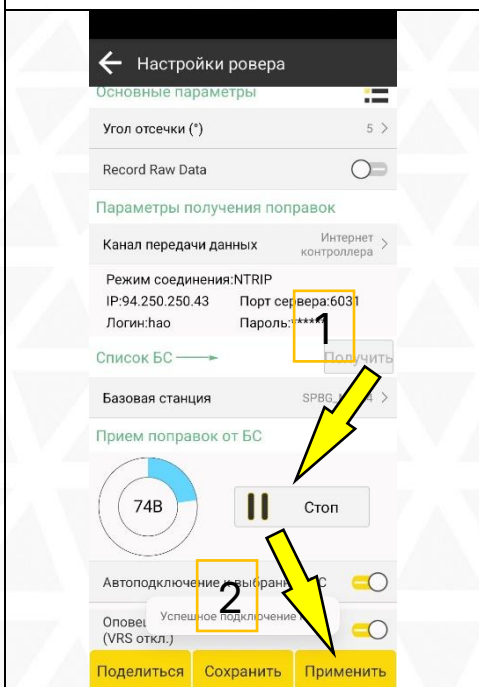 Настройки ровера
Основные параметры
Угол отсечки (°) 5
Record Raw Data
Параметры получения поправок
Канал передачи данных Интернет контроллера
Режим соединения:NTRIP
IP:94.250.250.43 Порт сервера:6031
Логин:hao Пароль:
1
Список БС Получить
Базовая станция
Прием поправок от БС
74B Стоп
Автоподключение к
2
Успешное подключение
(VRS откл.)
Поделиться Сохранить Применить